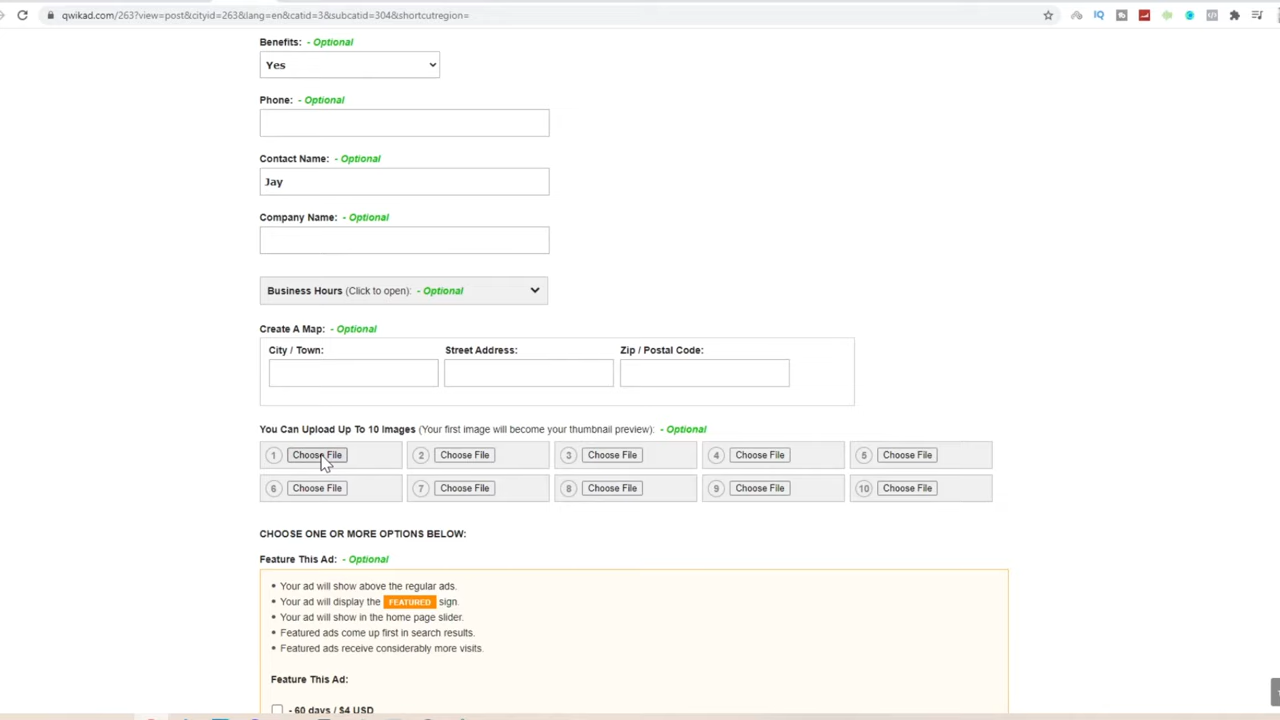 qwikad.com/263?view=post&cityid=263&lang=en&catid=3&subcatid=304&shortcutregion=
Benefits: - Optional
Yes
Phone: - Optional
Contact Name: - Optional
Jay
Company Name: - Optional
Business Hours (Click to open): - Optional
Create A Map: - Optional
City / Town: Street Address: Zip / Postal Code:
You Can Upload Up To 10 Images (Your first image will become your thumbnail preview): - Optional
1 Choose File 2 Choose File 3 Choose File 4 Choose File 5 Choose File
6 Choose File 7 Choose File 8 Choose File 9 Choose File 10 Choose File
CHOOSE ONE OR MORE OPTIONS BELOW:
Feature This Ad: - Optional
• Your ad will show above the regular ads.
• Your ad will display the FEATURED sign.
• Your ad will show in the home page slider.
• Featured ads come up first in search results.
• Featured ads receive considerably more visits.
Feature This Ad:
- 60 days / $4 USD